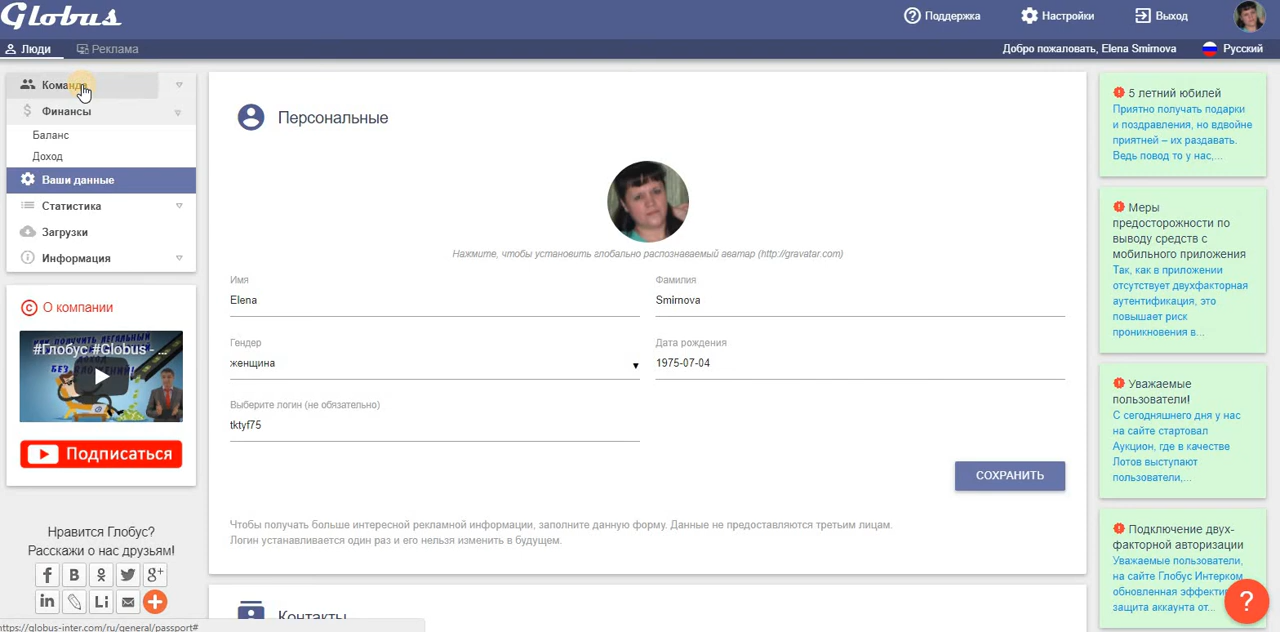 Globus
Поддержка
Настройки
Выход
Люди
Реклама
Добро пожаловать, Elena Smirnova
Русский
Команда
Финансы
Баланс
Доход
Ваши данные
Статистика
Загрузки
Информация
О компании
#Глобус #Globus - ...
Подписаться
Нравится Глобус?
Расскажи о нас друзьям!
Персональные
Нажмите, чтобы установить глобально распознаваемый аватар (http://gravatar.com)
Имя
Elena
Фамилия
Smirnova
Гендер
женщина
Дата рождения
1975-07-04
Выберите логин (не обязательно)
tktyf75
СОХРАНИТЬ
Чтобы получать больше интересной рекламной информации, заполните данную форму. Данные не предоставляются третьим лицам.
Логин устанавливается один раз и его нельзя изменить в будущем.
Контакты
5 летний юбилей
Приятно получать подарки
и поздравления, но вдвойне
приятней – их раздавать.
Ведь повод то у нас,...
Меры
предосторожности по
выводу средств с
мобильного приложения
Так, как в приложении
отсутствует двухфакторная
аутентификация, это
повышает риск
проникновения в...
Уважаемые
пользователи!
С сегодняшнего дня у нас
на сайте стартовал
Аукцион, где в качестве
Лотов выступают
пользователи,...
Подключение двух-
факторной авторизации
Уважаемые пользователи,
на сайте Глобус Интерком
обновленная эффектив
защита аккаунта от...
https://globus-inter.com/ru/general/passport#